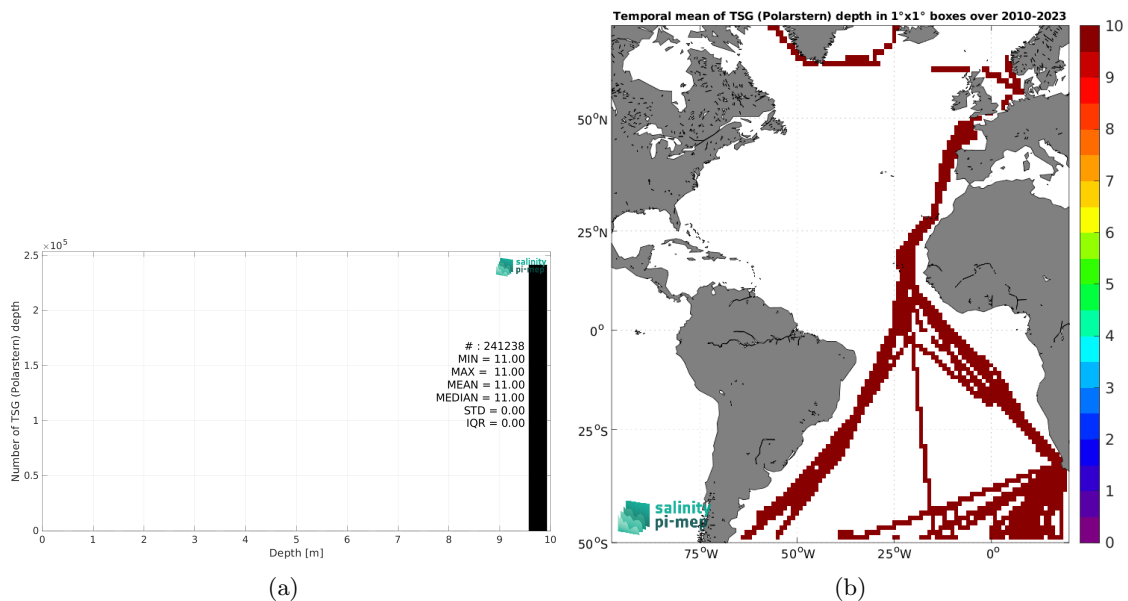 ×10⁵
2.5
2
1.5
1
0.5
0
Number of TSG (Polarstern) depth
salinity
pi-mep
# : 241238
MIN = 11.00
MAX = 11.00
MEAN = 11.00
MEDIAN = 11.00
STD = 0.00
IQR = 0.00
0 1 2 3 4 5 6 7 8 9 10
Depth [m]
(a)
Temporal mean of TSG (Polarstern) depth in 1°x1° boxes over 2010-2023
50°N
25°N
0°
25°S
50°S
salinity
pi-mep
75°W 50°W 25°W 0°
10
9
8
7
6
5
4
3
2
1
0
(b)